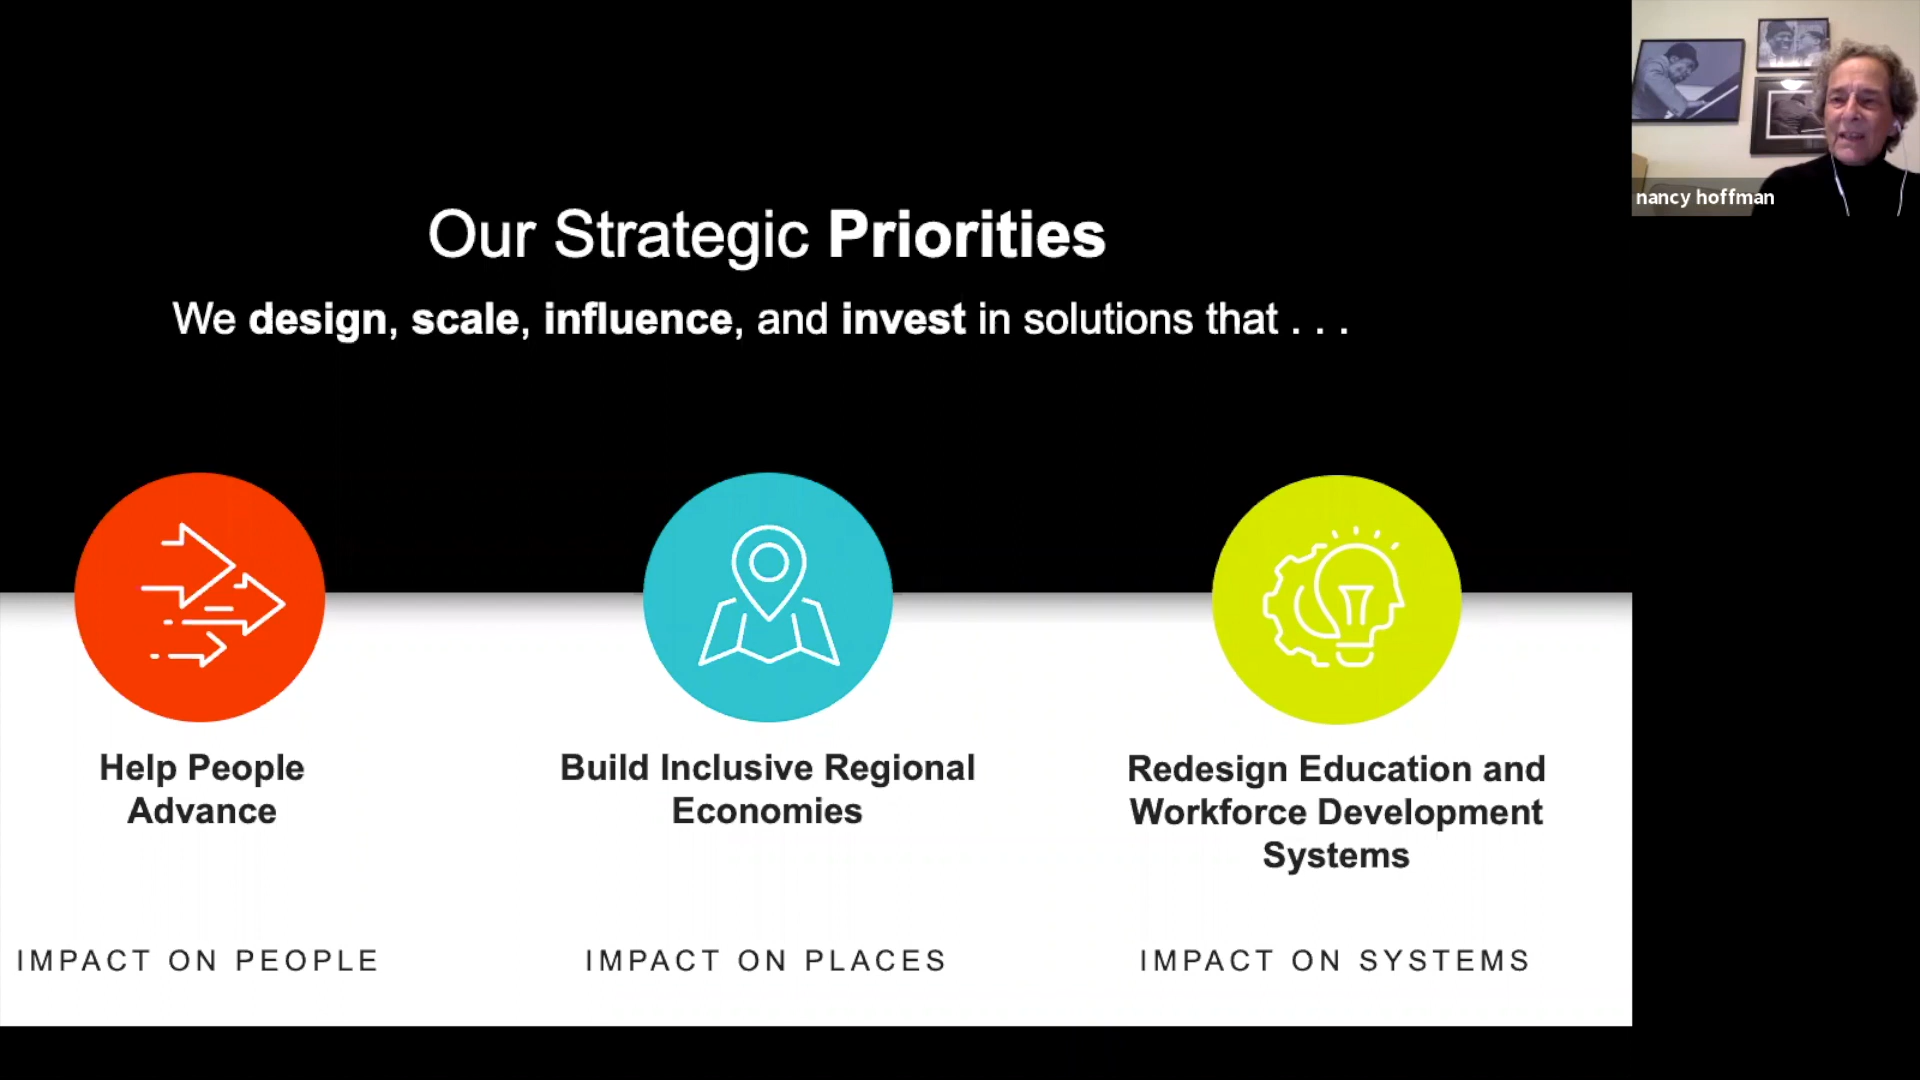 Our Strategic Priorities
We design, scale, influence, and invest in solutions that . . .
Help People
Advance
IMPACT ON PEOPLE
Build Inclusive Regional
Economies
IMPACT ON PLACES
Redesign Education and
Workforce Development
Systems
IMPACT ON SYSTEMS
nancy hoffman